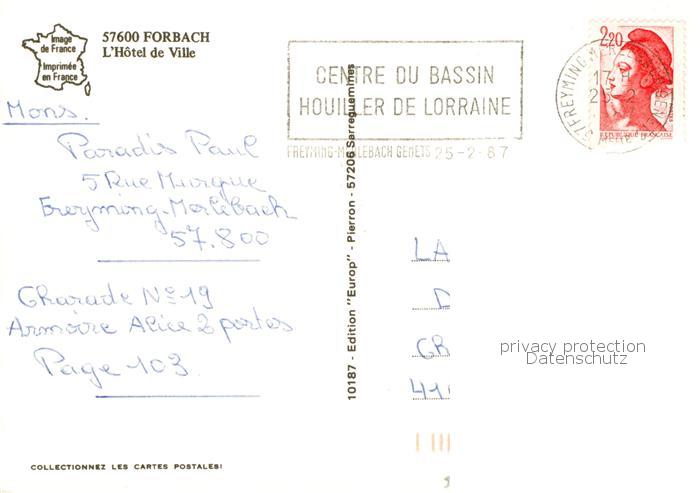 Image
de France
Imprimée
en France
57600 FORBACH
L'Hôtel de Ville
CENTRE DU BASSIN
HOUILLER DE LORRAINE
FREYMING-MERLEBACH GENETS 25-2-87
2,20
REPUBLIQUE FRANÇAISE
Mons.
Paradis Paul
5 Rue
Freyming-Merlebach
57.800
Charade No 19
Armoire Alice 2 portes
Page 103
10187 - Edition "Europ" - Pierron - 57206 Sarreguemines
LA
D
GR
41
privacy protection
Datenschutz
COLLECTIONNEZ LES CARTES POSTALES!